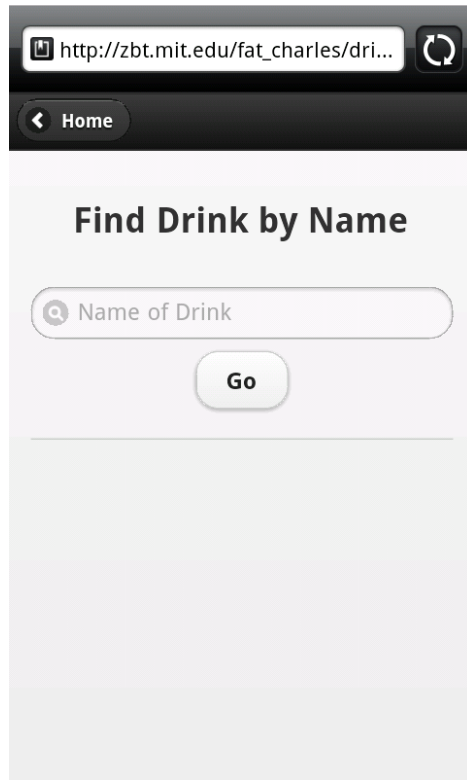 http://zbt.mit.edu/fat_charles/dri...
Home
Find Drink by Name
Name of Drink
Go